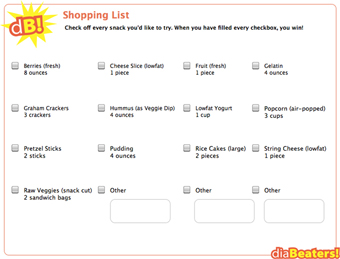 dB!
Shopping List
Check off every snack you'd like to try. When you have filled every checkbox, you win!
Berries (fresh)
8 ounces
Cheese Slice (lowfat)
1 piece
Fruit (fresh)
1 piece
Gelatin
4 ounces
Graham Crackers
3 crackers
Hummus (as Veggie Dip)
4 ounces
Lowfat Yogurt
1 cup
Popcorn (air-popped)
3 cups
Pretzel Sticks
2 sticks
Pudding
4 ounces
Rice Cakes (large)
2 pieces
String Cheese (lowfat)
1 piece
Raw Veggies (snack cut)
2 sandwich bags
Other
Other
Other
diaBeaters!